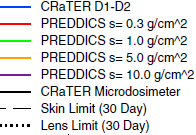 CRaTER D1-D2
PREDDICS s= 0.3 g/cm^2
PREDDICS s= 1.0 g/cm^2
PREDDICS s= 5.0 g/cm^2
PREDDICS s= 10.0 g/cm^2
CRaTER Microdosimeter
Skin Limit (30 Day)
Lens Limit (30 Day)